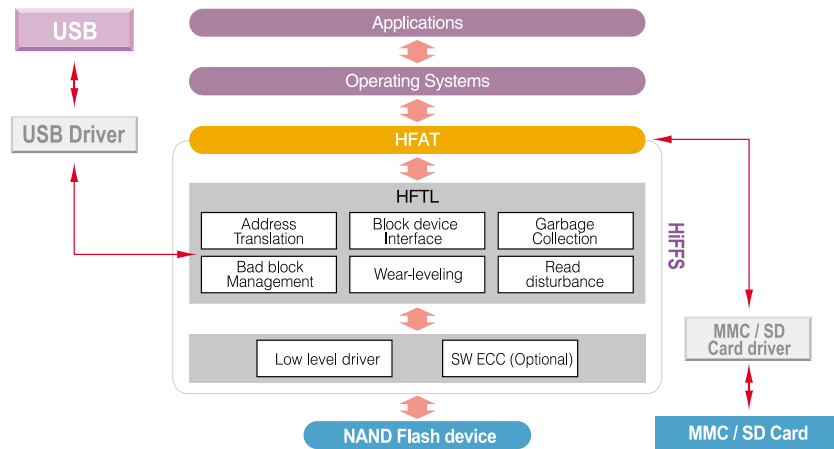 USB
Applications
Operating Systems
USB Driver
HFAT
HFTL
Address
Translation
Block device
Interface
Garbage
Collection
Bad block
Management
Wear-leveling
Read
disturbance
HiFFS
Low level driver
SW ECC (Optional)
MMC / SD
Card driver
NAND Flash device
MMC / SD Card